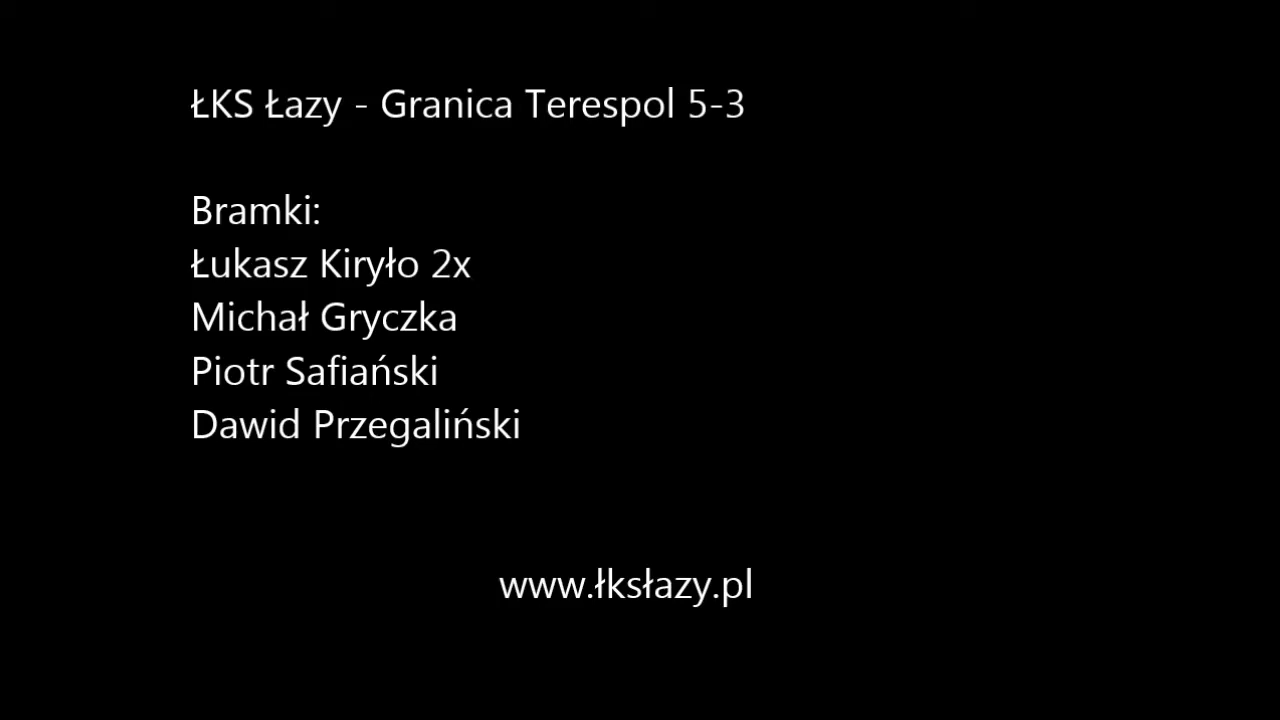 ŁKS Łazy - Granica Terespol 5-3
Bramki:
Łukasz Kiryło 2x
Michał Gryczka
Piotr Safiański
Dawid Przegaliński
www.łksłazy.pl